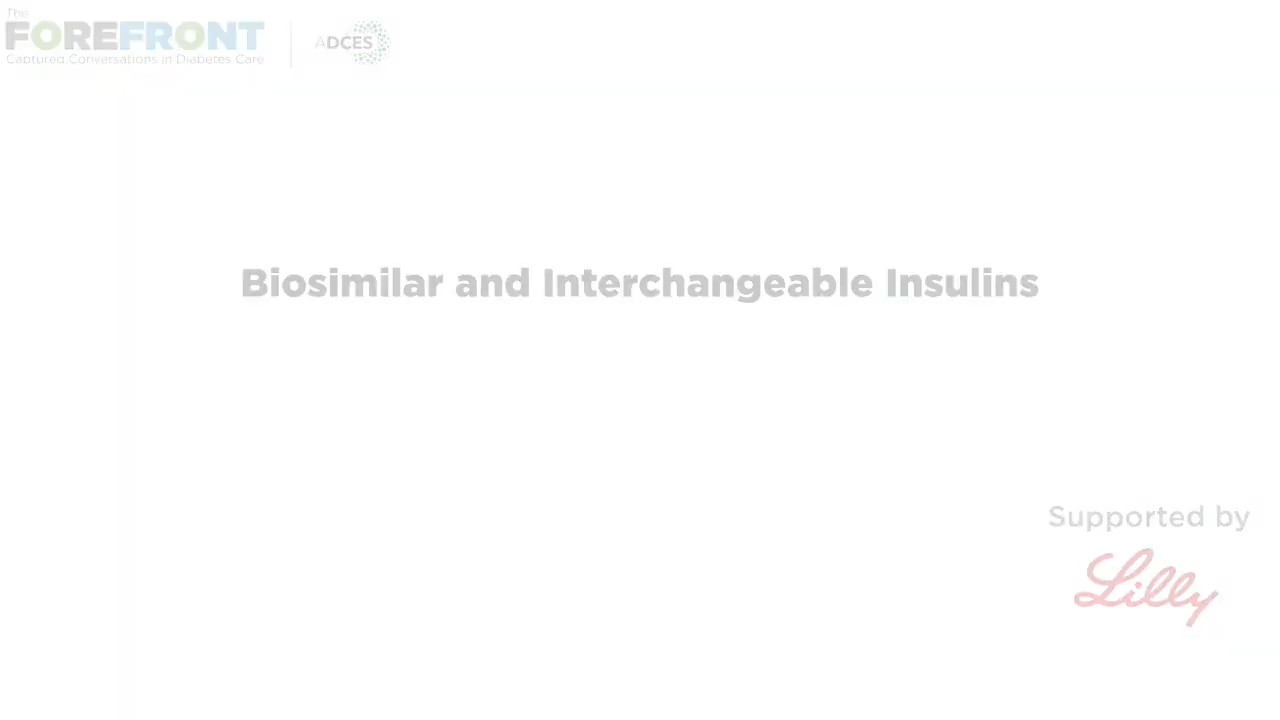 The
FOREFRONT
Captured Conversations in Diabetes Care
ADCES
Biosimilar and Interchangeable Insulins
Supported by
Lilly